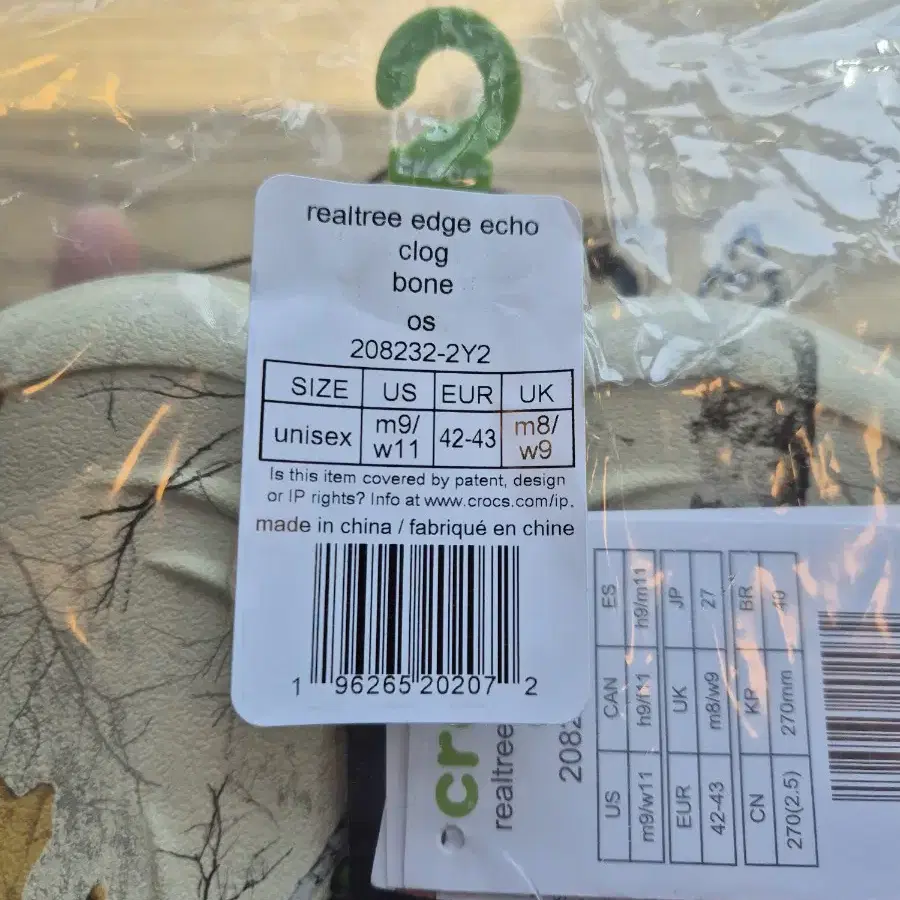 realtree edge echo
clog
bone
os
208232-2Y2
SIZE US EUR UK
unisex m9/ w11 42-43 m8/ w9
Is this item covered by patent, design
or IP rights? Info at www.crocs.com/ip.
made in china / fabriqué en chine
1 96265 20207 2
realtree
US CAN ES
m9/w11 h9/f11 h9/m11
EUR UK JP
42-43 m8/w9 27
CN KR BR
270(2.5) 270mm 40